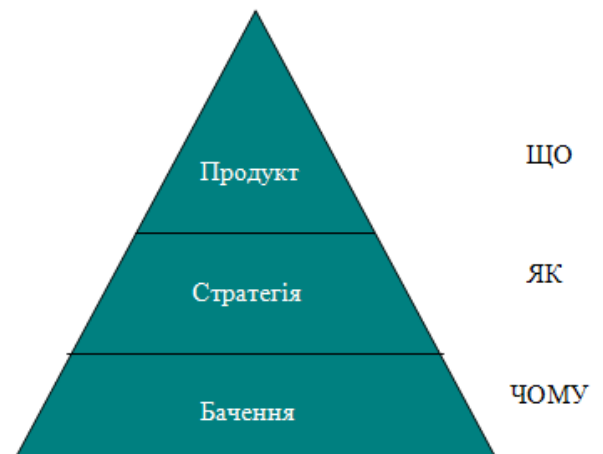 Продукт
ЩО
Стратегія
ЯК
Бачення
ЧОМУ